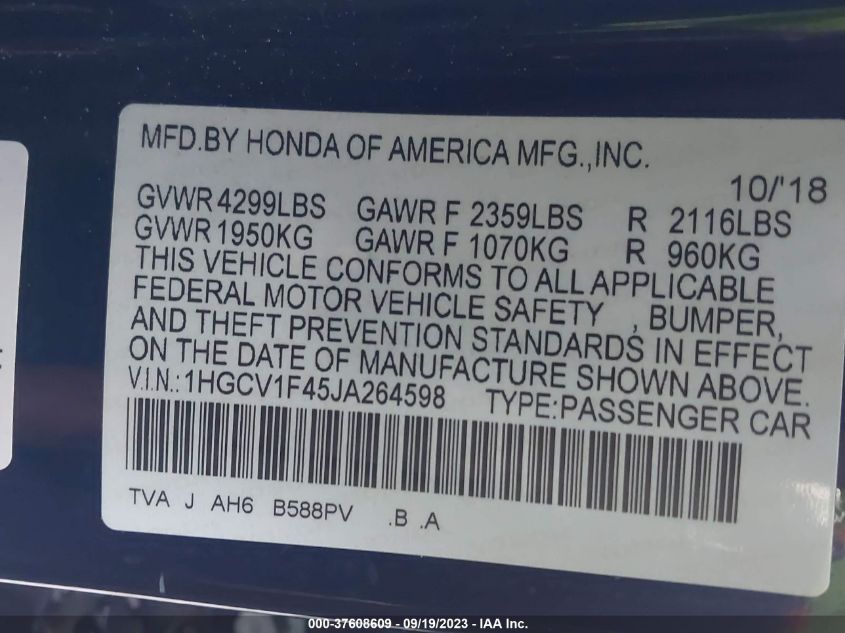 MFD.BY HONDA OF AMERICA MFG.,INC.
10/'18
GVWR 4299LBS GAWR F 2359LBS R 2116LBS
GVWR 1950KG GAWR F 1070KG R 960KG
THIS VEHICLE CONFORMS TO ALL APPLICABLE
FEDERAL MOTOR VEHICLE SAFETY , BUMPER,
AND THEFT PREVENTION STANDARDS IN EFFECT
ON THE DATE OF MANUFACTURE SHOWN ABOVE.
V.I.N.:1HGCV1F45JA264598 TYPE:PASSENGER CAR
TVA J AH6 B588PV .B .A
000-37608609 - 09/19/2023 - IAA Inc.